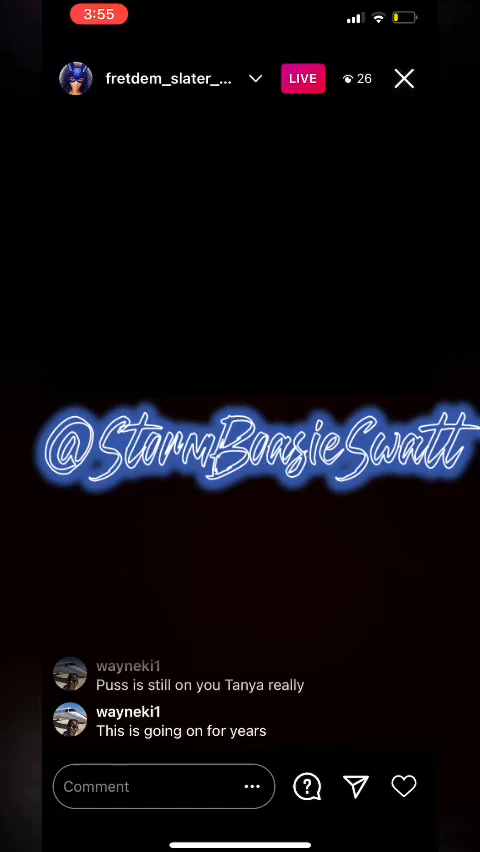 3:55
fretdem_slater_...
LIVE
26
@StormBoasieSwatt
wayneki1
Puss is still on you Tanya really
wayneki1
This is going on for years
Comment